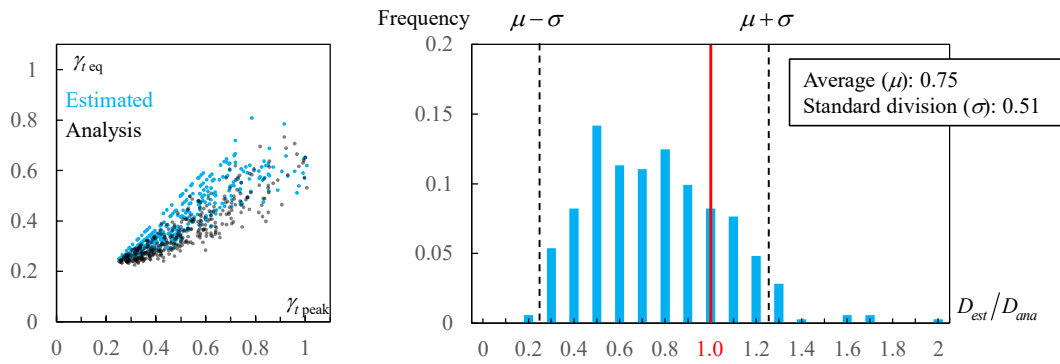 γt eq
Estimated
Analysis
1
0.8
0.6
0.4
0.2
0
γt peak
0 0.2 0.4 0.6 0.8 1
Frequency
μ − σ
μ + σ
0.2
0.15
0.1
0.05
0
Average (μ): 0.75
Standard division (σ): 0.51
Dest/Dana
0 0.2 0.4 0.6 0.8 1.0 1.2 1.4 1.6 1.8 2